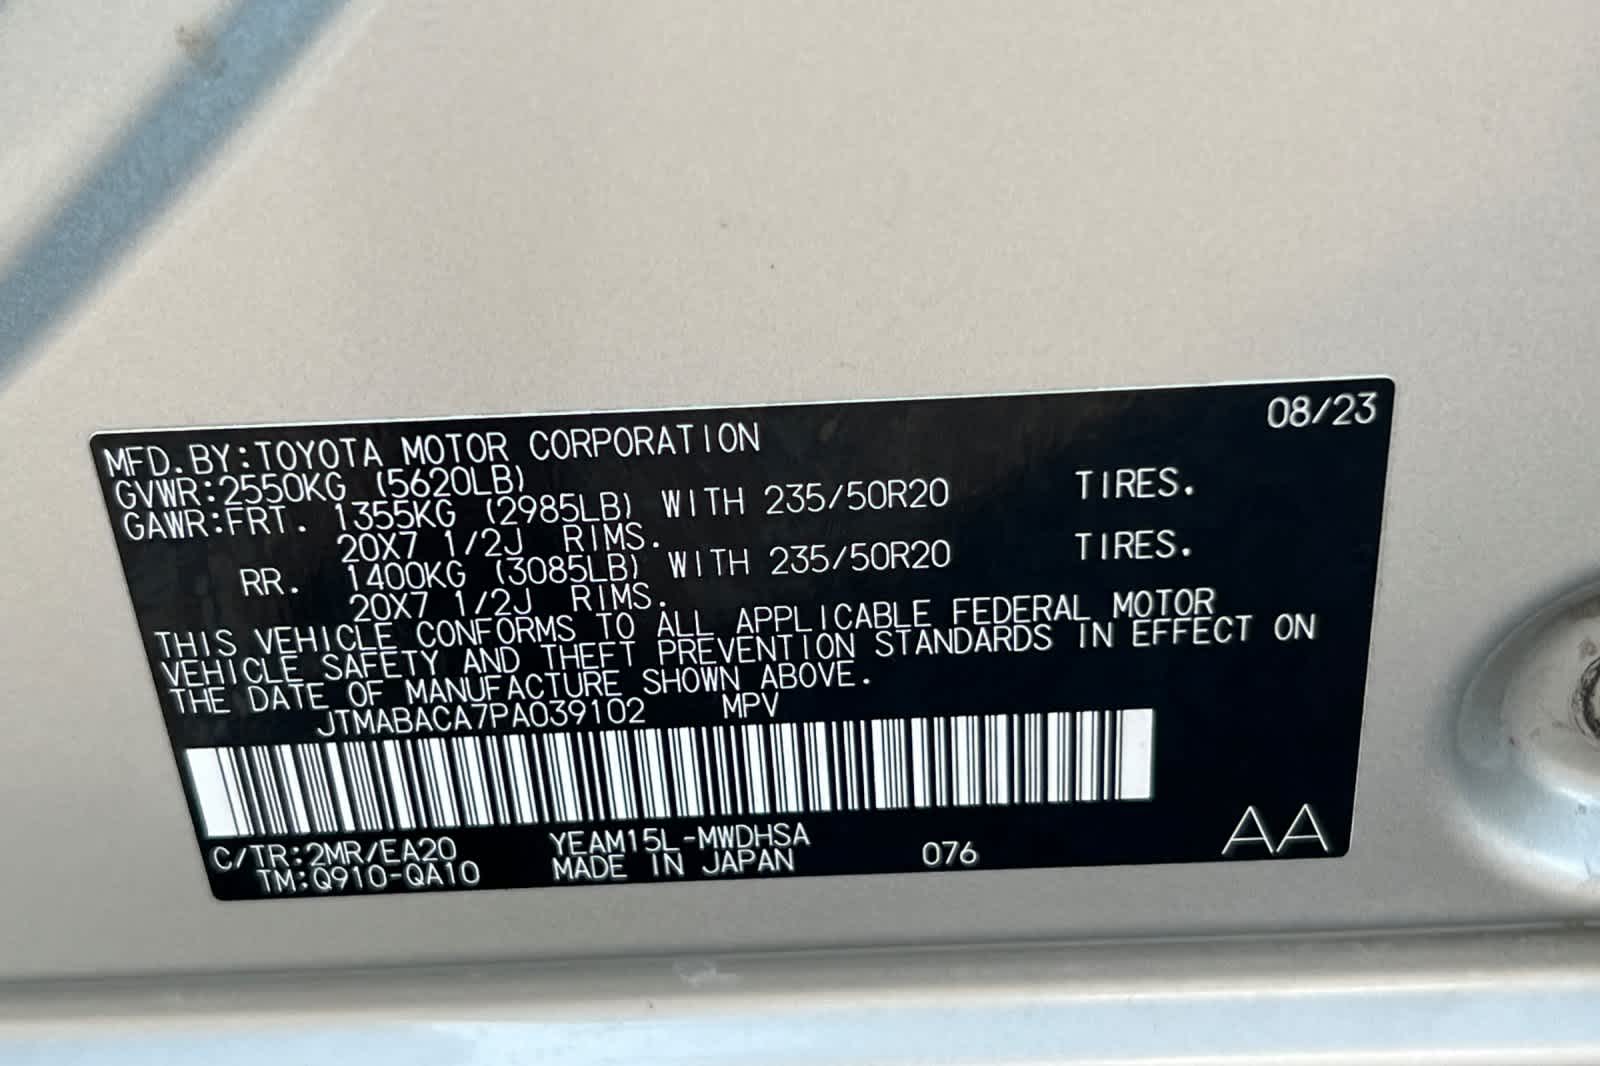 08/23
MFD.BY:TOYOTA MOTOR CORPORATION
GVWR:2550KG (5620LB)
GAWR:FRT. 1355KG (2985LB) WITH 235/50R20 TIRES.
20X7 1/2J RIMS.
RR. 1400KG (3085LB) WITH 235/50R20 TIRES.
20X7 1/2J RIMS.
THIS VEHICLE CONFORMS TO ALL APPLICABLE FEDERAL MOTOR
VEHICLE SAFETY AND THEFT PREVENTION STANDARDS IN EFFECT ON
THE DATE OF MANUFACTURE SHOWN ABOVE.
JTMABACA7PA039102 MPV
C/TR:2MR/EA20 YEAM15L-MWDHSA
TM:Q910-QA10 MADE IN JAPAN 076 AA